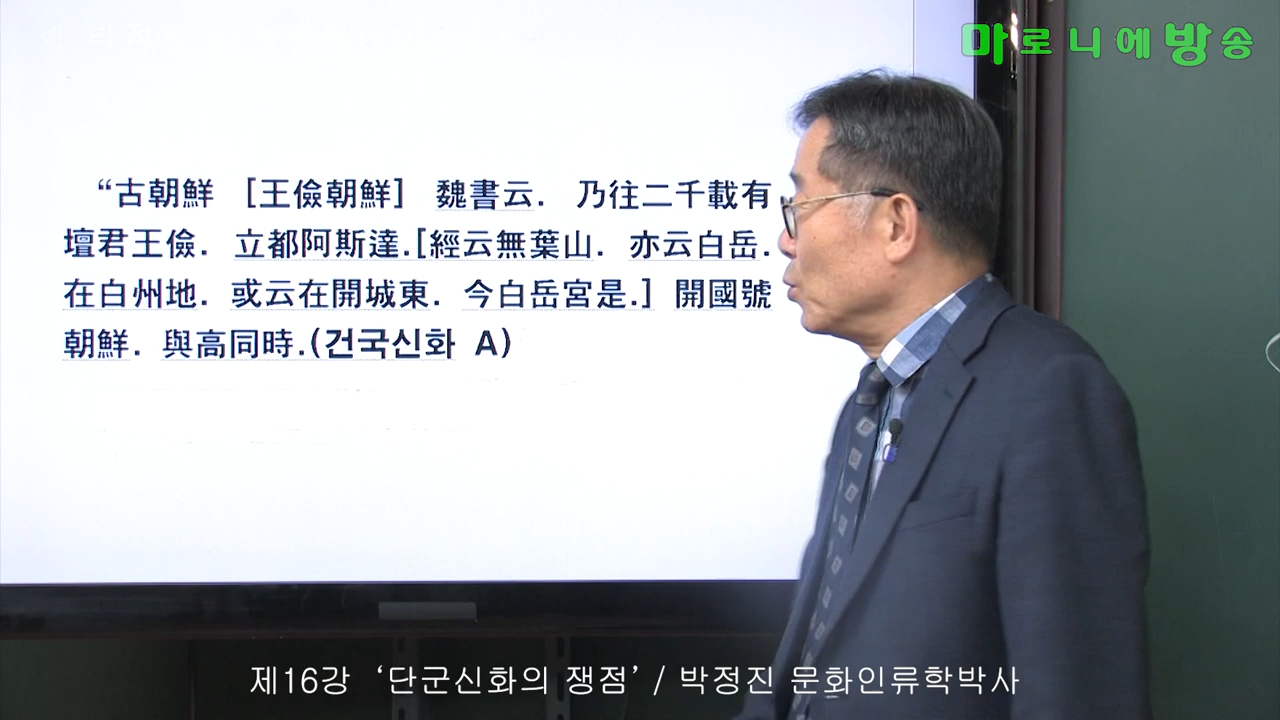 마로니에방송
“古朝鮮 [王儉朝鮮] 魏書云. 乃往二千載有
壇君王儉. 立都阿斯達.[經云無葉山. 亦云白岳.
在白州地. 或云在開城東. 今白岳宮是.] 開國號
朝鮮. 與高同時.(건국신화 A)
제16강 ‘단군신화의 쟁점’ / 박정진 문화인류학박사